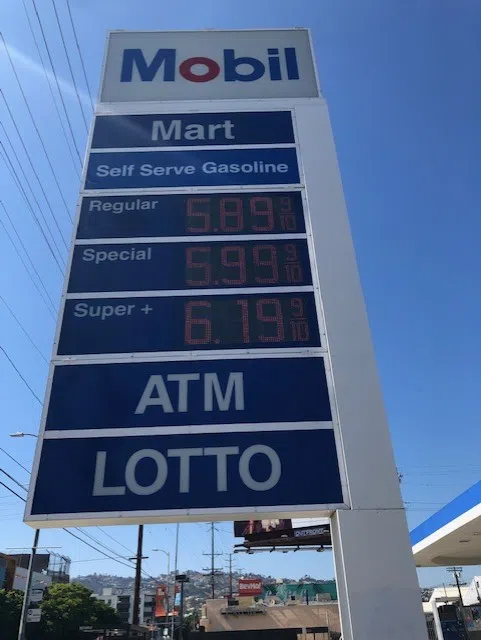 Mobil
Mart
Self Serve Gasoline
Regular 5.89 9/10
Special 5.99 9/10
Super + 6.19 9/10
ATM
LOTTO